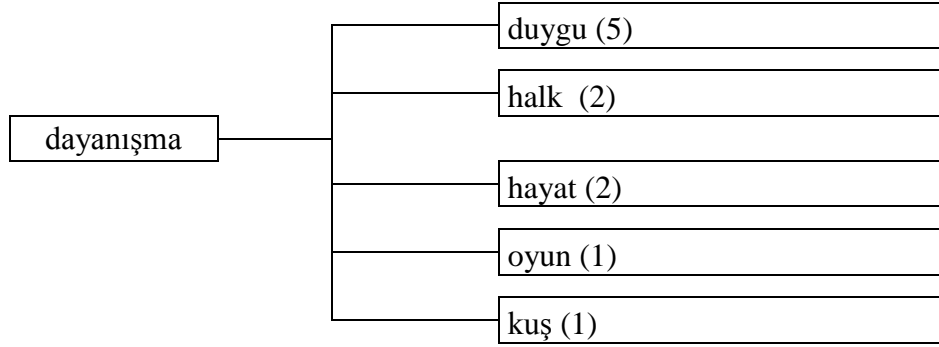 duygu (5)
halk (2)
dayanışma
hayat (2)
oyun (1)
kuş (1)